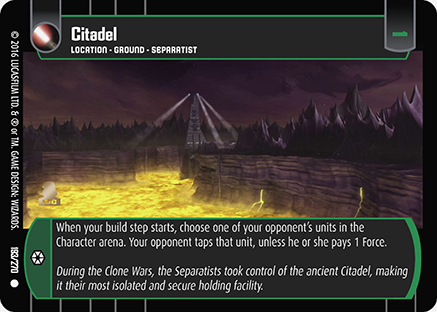 Citadel
LOCATION - GROUND - SEPARATIST
When your build step starts, choose one of your opponent's units in the
Character arena. Your opponent taps that unit, unless he or she pays 1 Force.
During the Clone Wars, the Separatists took control of the ancient Citadel, making
it their most isolated and secure holding facility.
© 2016 LUCASFILM LTD. & ® OR TM. GAME DESIGN: WIZARDS.
183/270